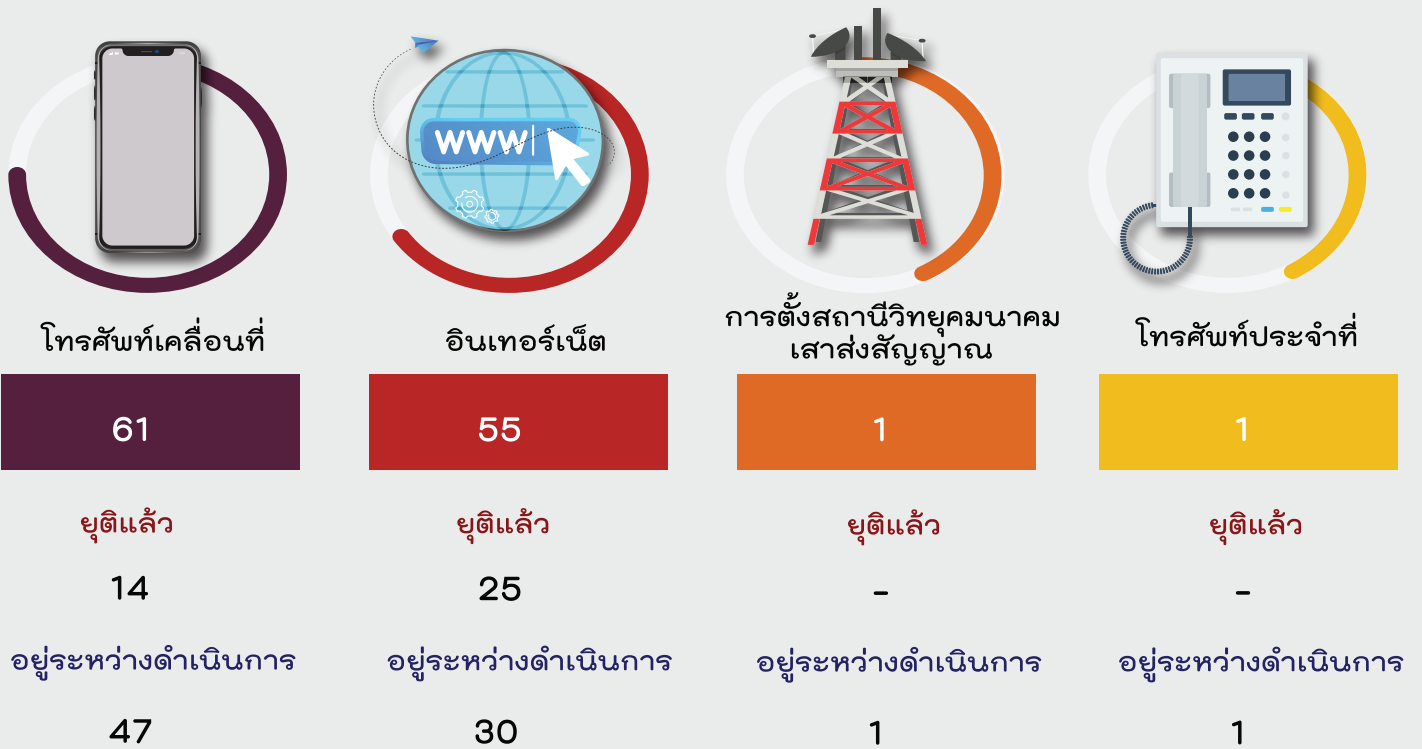 WWW
โทรศัพท์เคลื่อนที่
61
ยุติแล้ว
14
อยู่ระหว่างดำเนินการ
47
อินเทอร์เน็ต
55
ยุติแล้ว
25
อยู่ระหว่างดำเนินการ
30
การตั้งสถานีวิทยุคมนาคม
เสาส่งสัญญาณ
1
ยุติแล้ว
-
อยู่ระหว่างดำเนินการ
1
โทรศัพท์ประจำที่
1
ยุติแล้ว
-
อยู่ระหว่างดำเนินการ
1